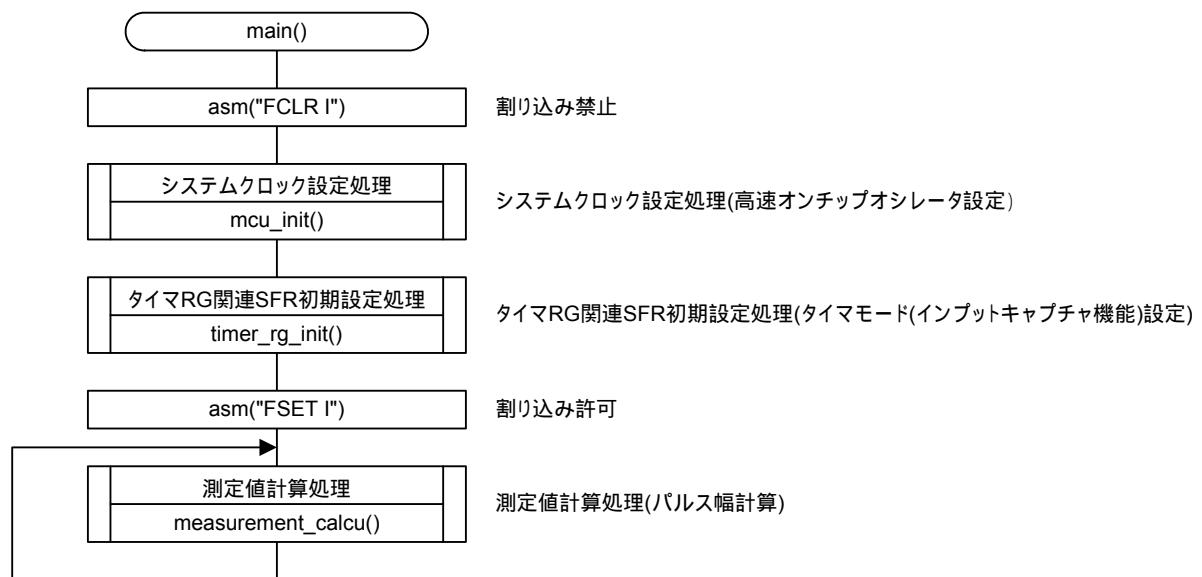 main()
asm("FCLR I")
割り込み禁止
システムクロック設定処理
mcu_init()
システムクロック設定処理(高速オンチップオシレータ設定)
タイマRG関連SFR初期設定処理
timer_rg_init()
タイマRG関連SFR初期設定処理(タイマモード(インプットキャプチャ機能)設定)
asm("FSET I")
割り込み許可
測定値計算処理
measurement_calcu()
測定値計算処理(パルス幅計算)